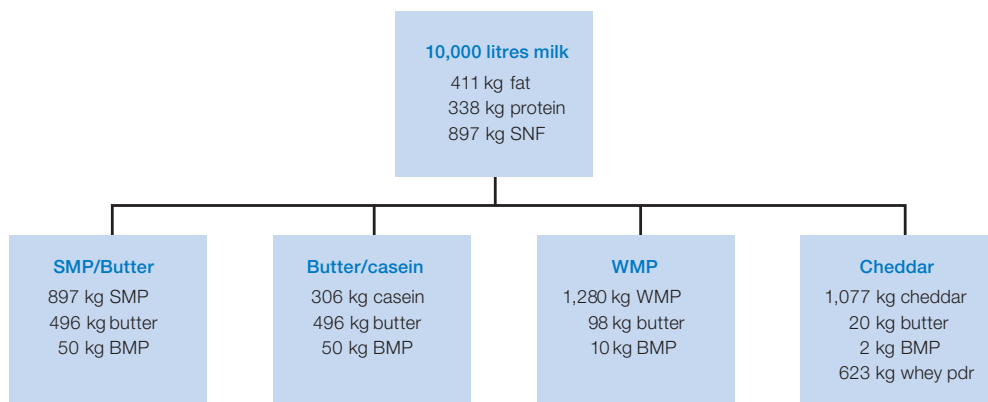 10,000 litres milk
411 kg fat
338 kg protein
897 kg SNF
SMP/Butter
897 kg SMP
496 kg butter
50 kg BMP
Butter/casein
306 kg casein
496 kg butter
50 kg BMP
WMP
1,280 kg WMP
98 kg butter
10 kg BMP
Cheddar
1,077 kg cheddar
20 kg butter
2 kg BMP
623 kg whey pdr